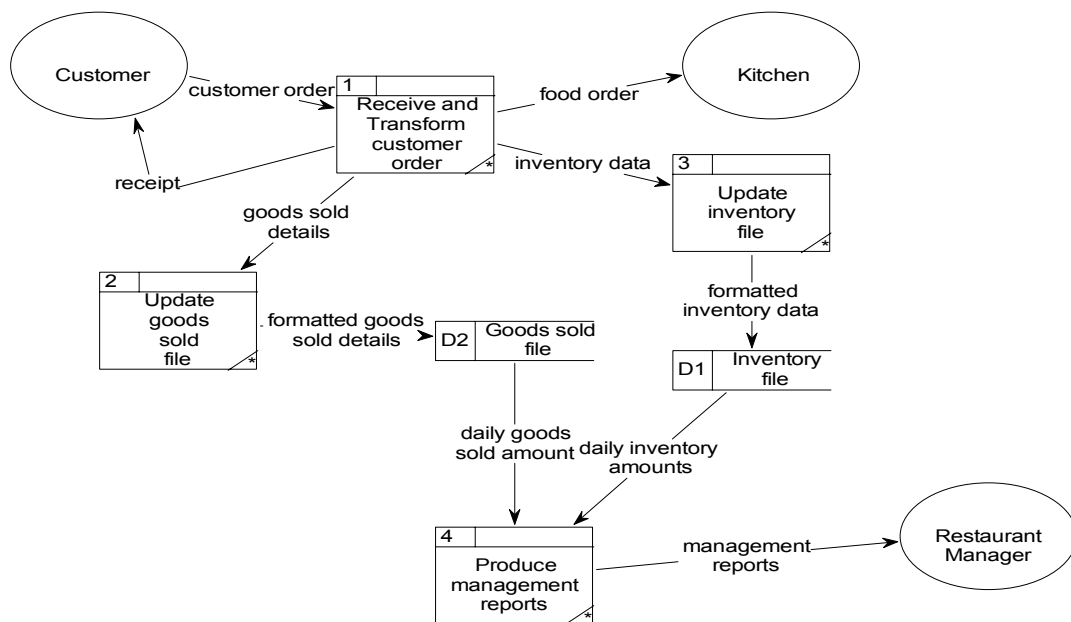 Customer
customer order
1
Receive and
Transform
customer
order
*
food order
Kitchen
receipt
inventory data
3
Update
inventory
file
*
goods sold
details
2
Update
goods
sold
file
*
formatted goods
sold details
D2
Goods sold
file
formatted
inventory data
D1
Inventory
file
daily goods
sold amount
daily inventory
amounts
4
Produce
management
reports
*
management
reports
Restaurant
Manager